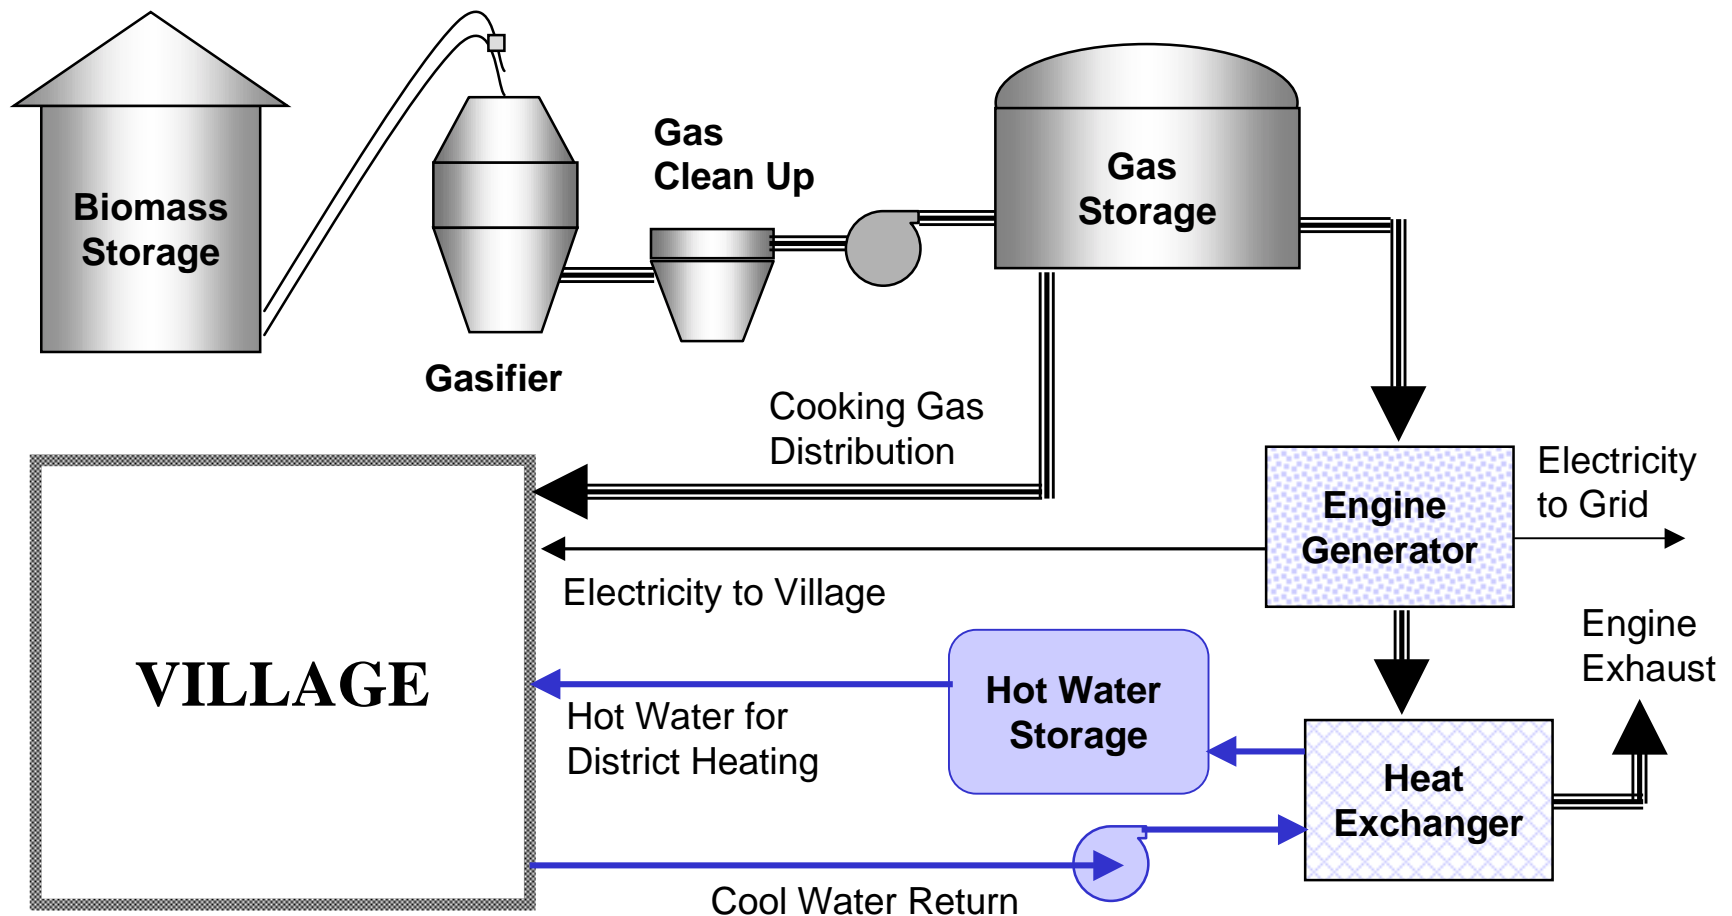 Gas
Clean Up
Biomass
Storage
Gas
Storage
Gasifier
Cooking Gas
Distribution
Electricity
to Grid
Engine
Generator
Electricity to Village
Engine
Exhaust
VILLAGE
Hot Water
Storage
Hot Water for
District Heating
Heat
Exchanger
Cool Water Return